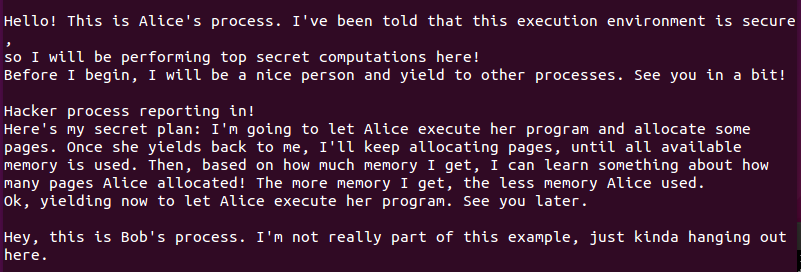 Hello! This is Alice's process. I've been told that this execution environment is secure
,
so I will be performing top secret computations here!
Before I begin, I will be a nice person and yield to other processes. See you in a bit!
Hacker process reporting in!
Here's my secret plan: I'm going to let Alice execute her program and allocate some
pages. Once she yields back to me, I'll keep allocating pages, until all available
memory is used. Then, based on how much memory I get, I can learn something about how
many pages Alice allocated! The more memory I get, the less memory Alice used.
Ok, yielding now to let Alice execute her program. See you later.
Hey, this is Bob's process. I'm not really part of this example, just kinda hanging out
here.